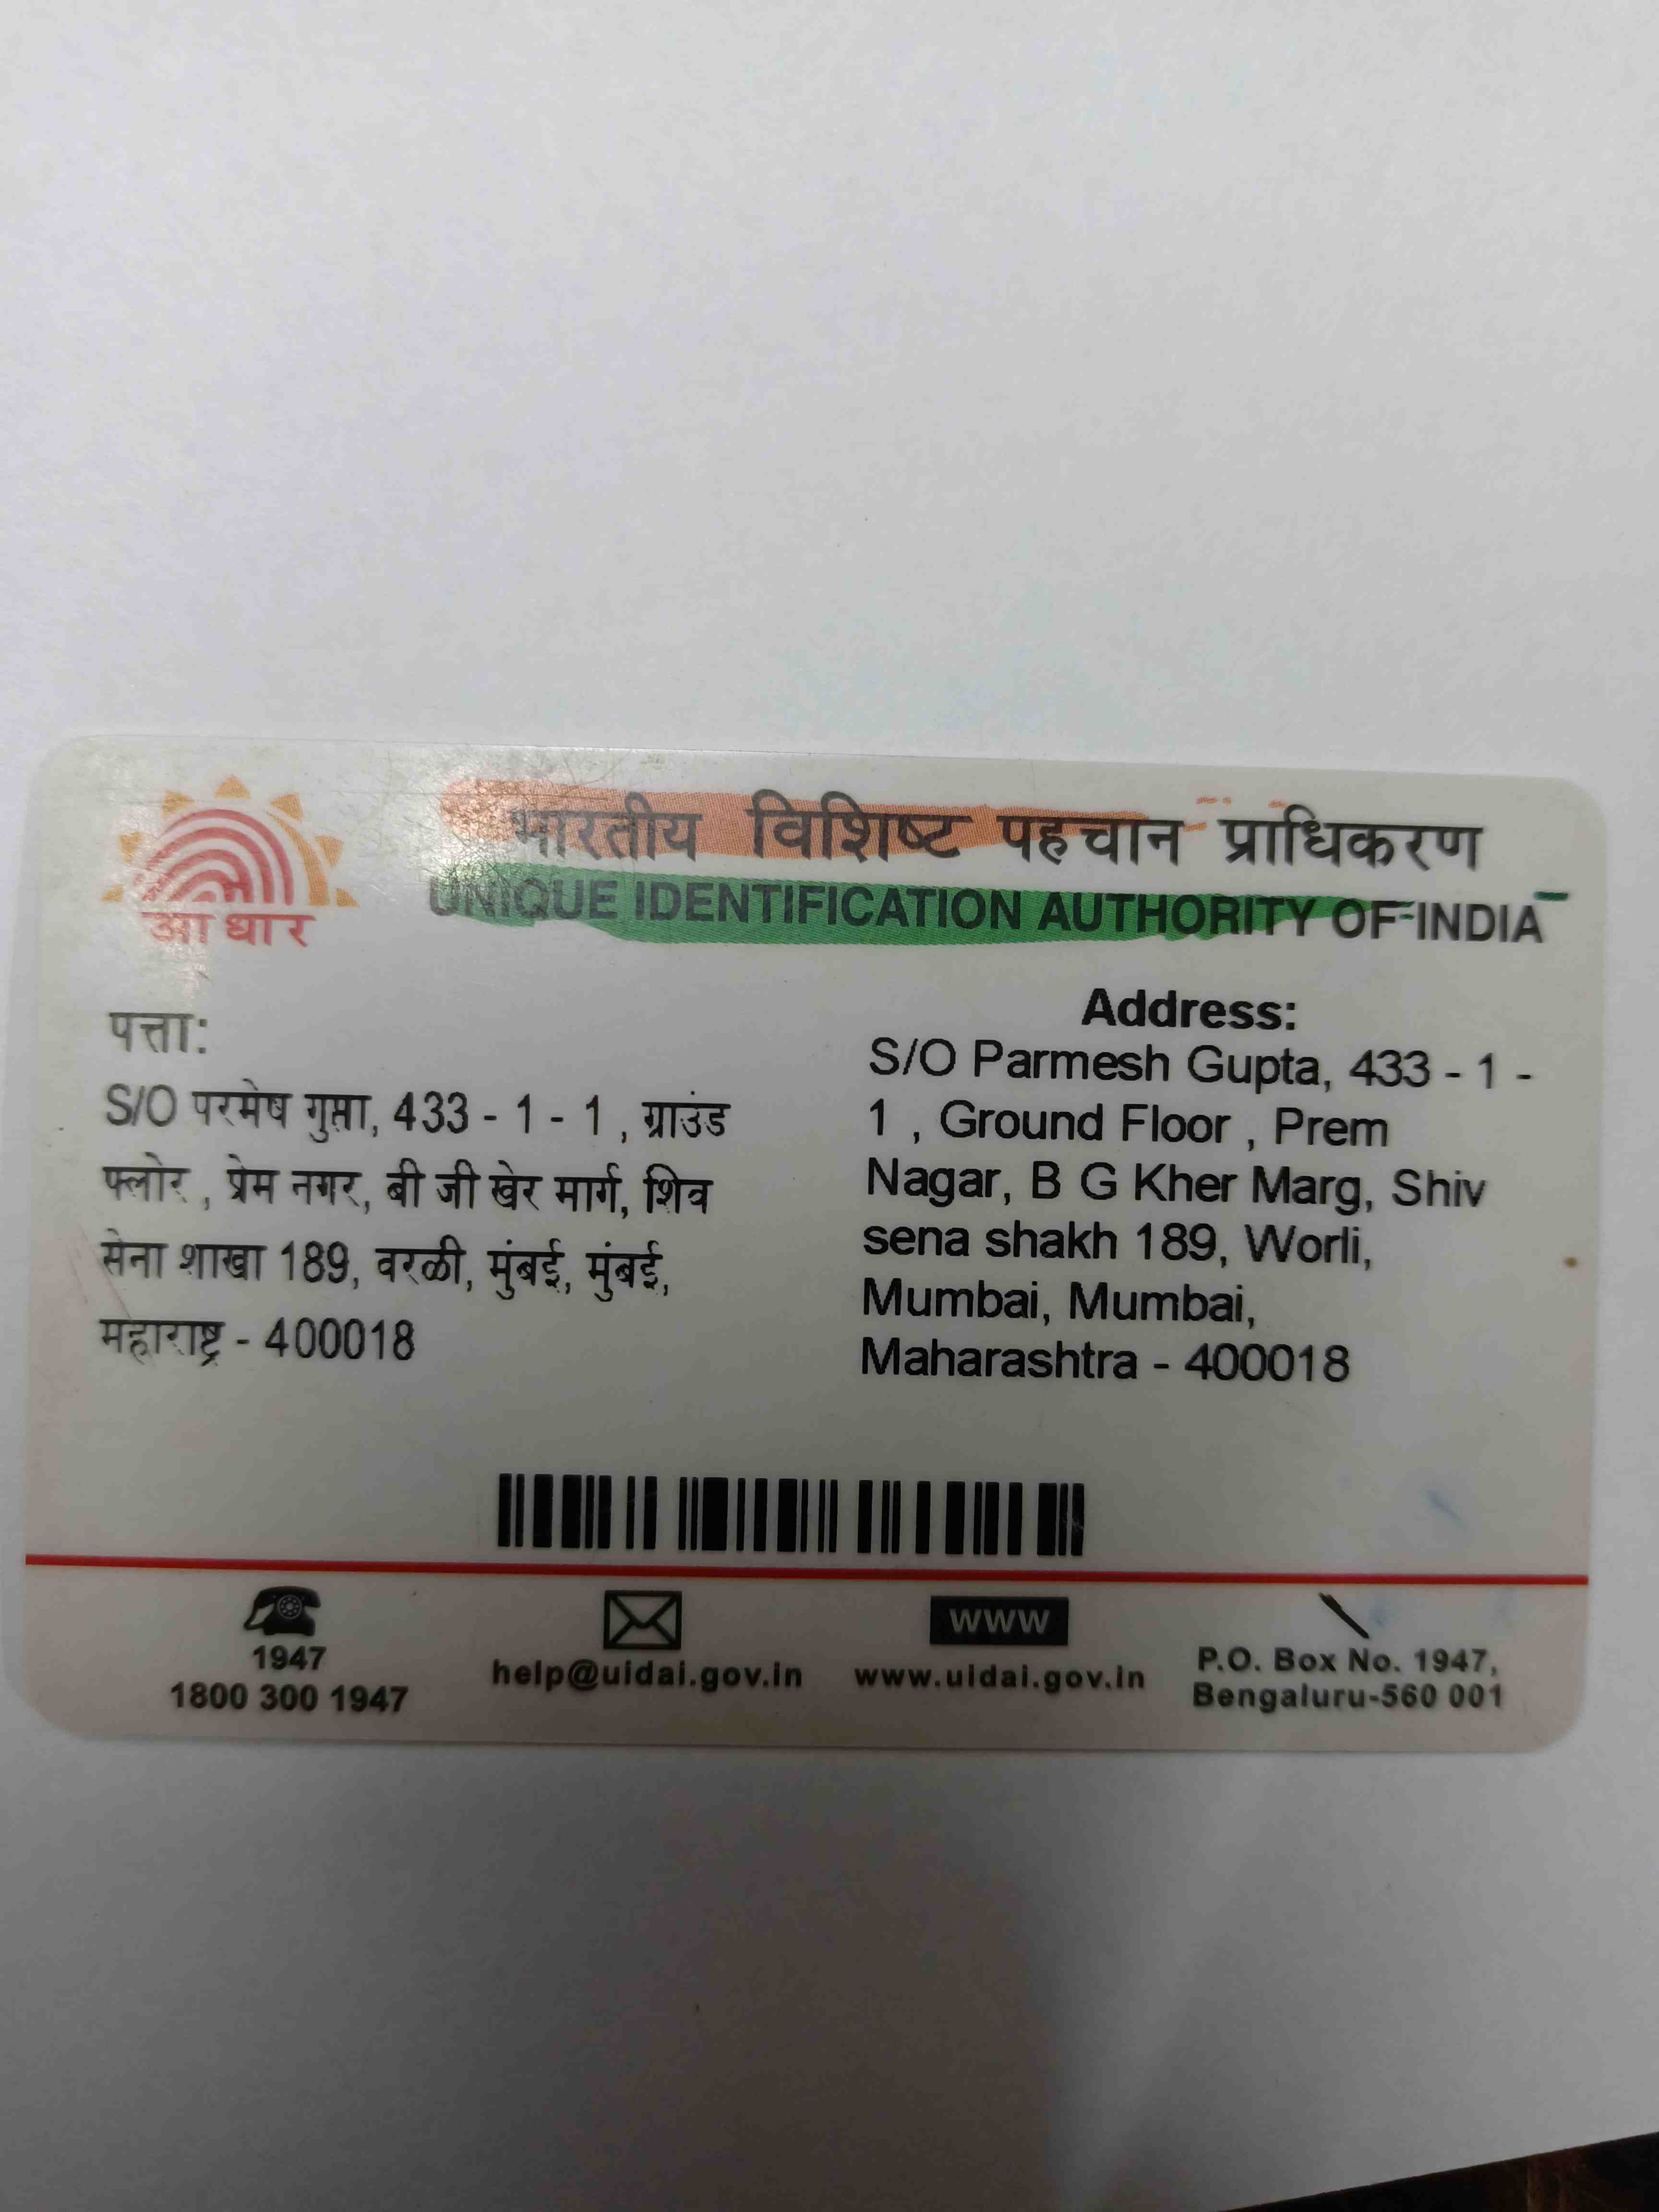 आधार
भारतीय विशिष्ट पहचान प्राधिकरण
UNIQUE IDENTIFICATION AUTHORITY OF INDIA
पत्ता:
S/O परमेष गुप्ता, 433 - 1 - 1 , ग्राउंड
फ्लोर , प्रेम नगर, बी जी खेर मार्ग, शिव
सेना शाखा 189, वरळी, मुंबई, मुंबई,
महाराष्ट्र - 400018
Address:
S/O Parmesh Gupta, 433 - 1 -
1 , Ground Floor , Prem
Nagar, B G Kher Marg, Shiv
sena shakh 189, Worli,
Mumbai, Mumbai,
Maharashtra - 400018
1947
1800 300 1947
help@uidai.gov.in
WWW
www.uidai.gov.in
P.O. Box No. 1947,
Bengaluru-560 001